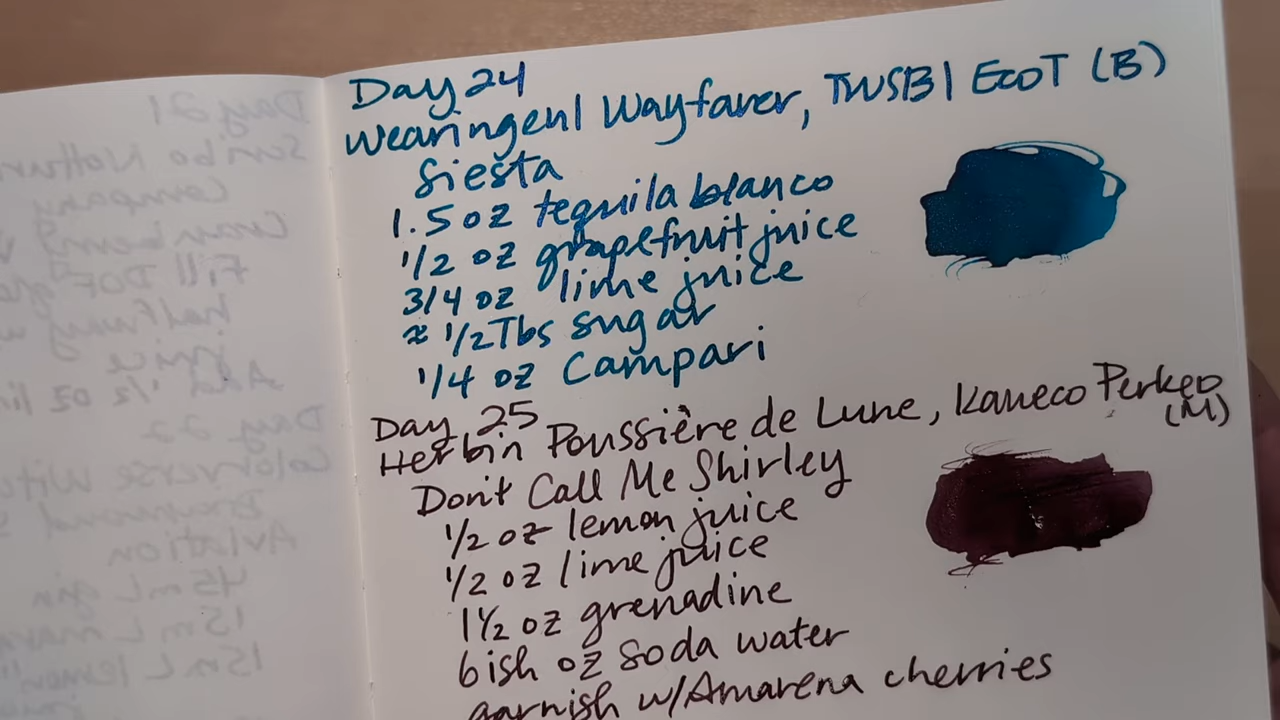 Day 24
Wearingeul Wayfarer, TWSBI EcoT (B)
Siesta
1.5 oz tequila blanco
1/2 oz grapefruit juice
3/4 oz lime juice
≈ 1/2 Tbs sugar
1/4 oz Campari
Day 25
Herbin Poussière de Lune, Kaweco Perkeo
(M)
Don't Call Me Shirley
1/2 oz lemon juice
1/2 oz lime juice
1 1/2 oz grenadine
6ish oz soda water
garnish w/Amarena cherries